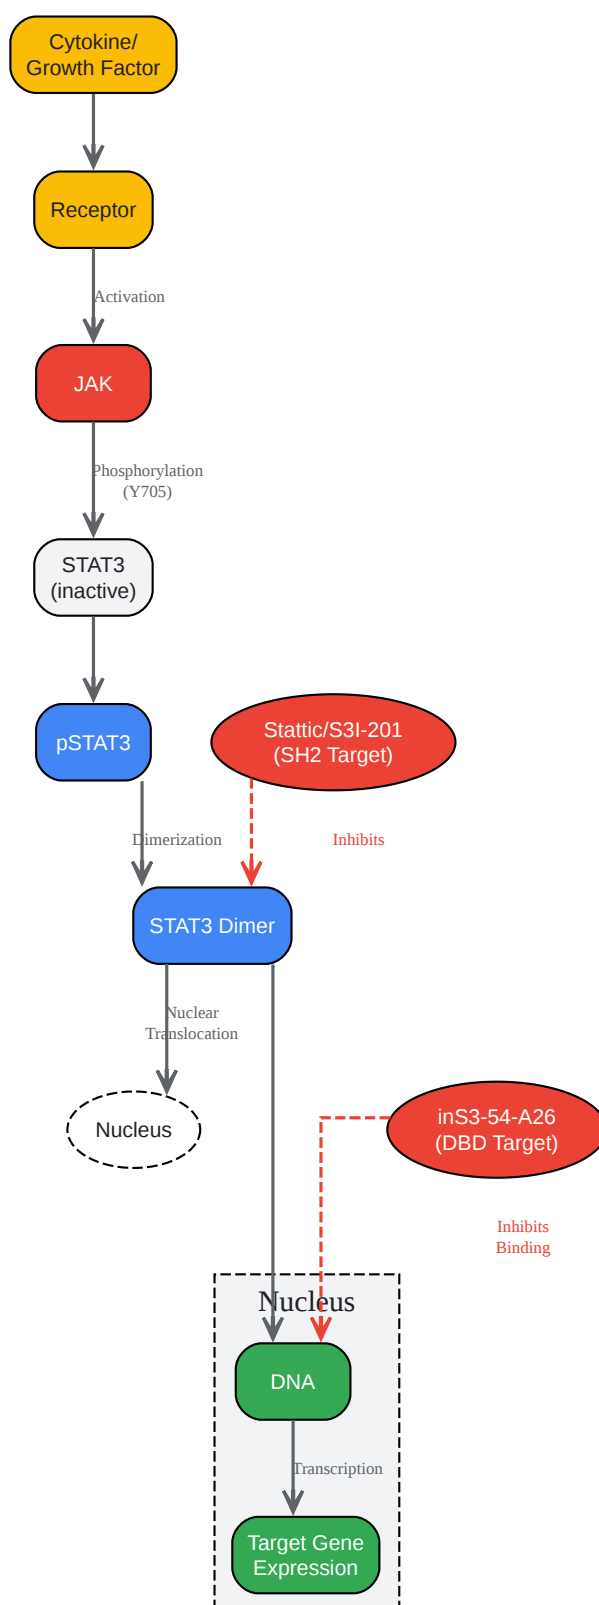 Cytokine/
Growth Factor
Receptor
Activation
JAK
Phosphorylation
(Y705)
STAT3
(inactive)
pSTAT3
Stattic/S3I-201
(SH2 Target)
Dimerization
Inhibits
STAT3 Dimer
Nuclear
Translocation
Nucleus
inS3-54-A26
(DBD Target)
Inhibits
Binding
Nucleus
DNA
Transcription
Target Gene
Expression